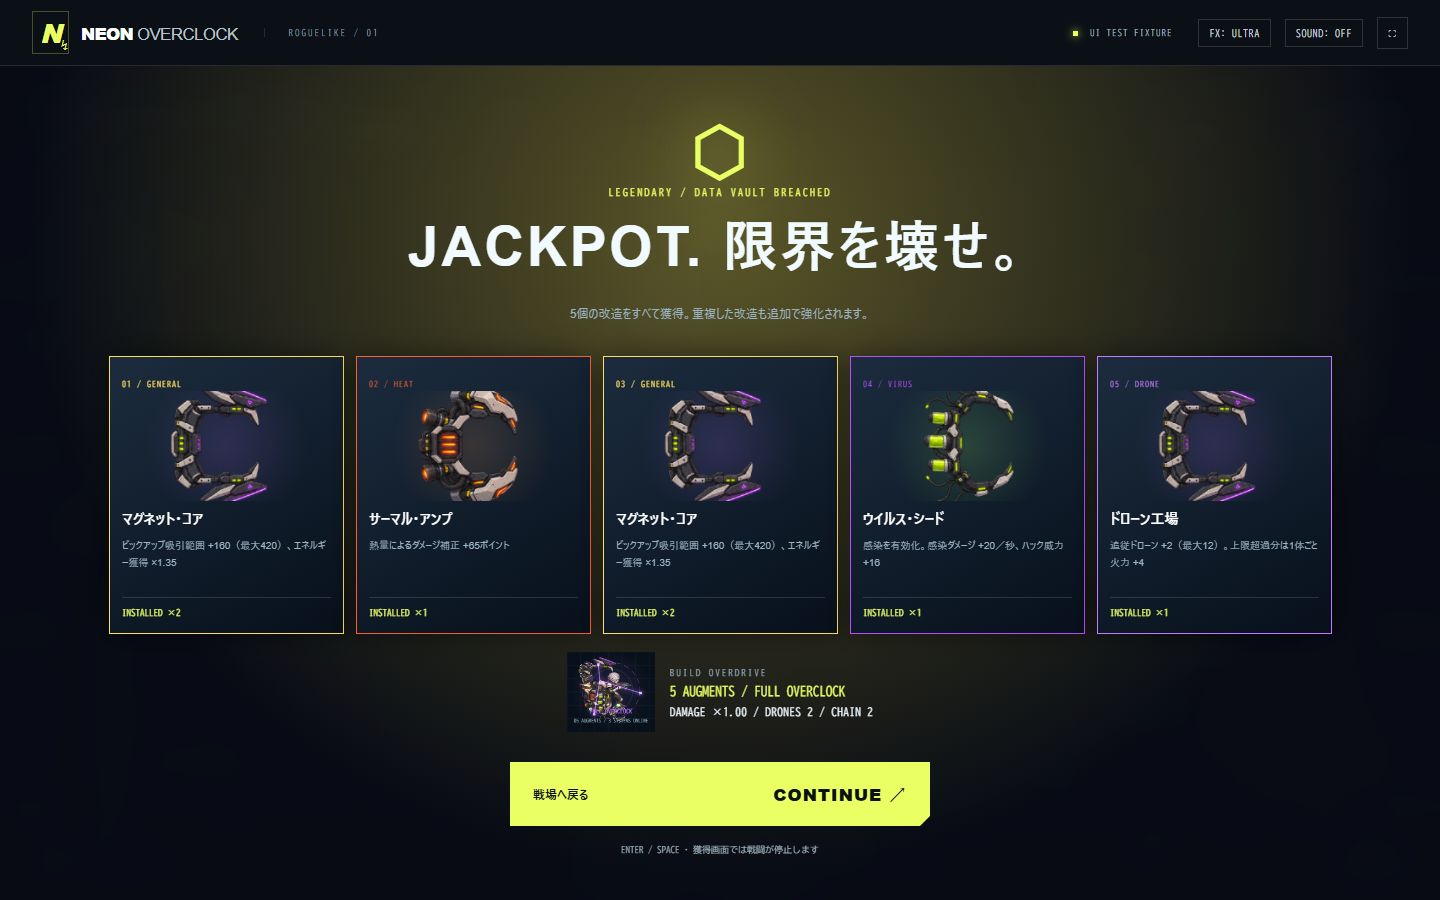 NEON OVERCLOCK
ROGUELIKE / 01
UI TEST FIXTURE
FX: ULTRA
SOUND: OFF
LEGENDARY / DATA VAULT BREACHED
JACKPOT. 限界を壊せ。
5個の改造をすべて獲得。重複した改造も追加で強化されます。
01 / GENERAL
マグネット・コア
ピックアップ吸引範囲 +160（最大420）、エネルギ
ー獲得 ×1.35
INSTALLED ×2
02 / HEAT
サーマル・アンプ
熱量によるダメージ補正 +65ポイント
INSTALLED ×1
03 / GENERAL
マグネット・コア
ピックアップ吸引範囲 +160（最大420）、エネルギ
ー獲得 ×1.35
INSTALLED ×2
04 / VIRUS
ウイルス・シード
感染を有効化。感染ダメージ +20／秒、ハック威力
+16
INSTALLED ×1
05 / DRONE
ドローン工場
追従ドローン +2（最大12）。上限超過分は1体ごと
火力 +4
INSTALLED ×1
05 AUGMENTS / 3 SYSTEMS ONLINE
BUILD OVERDRIVE
5 AUGMENTS / FULL OVERCLOCK
DAMAGE ×1.00 / DRONES 2 / CHAIN 2
戦場へ戻る
CONTINUE ↗
ENTER / SPACE · 獲得画面では戦闘が停止します